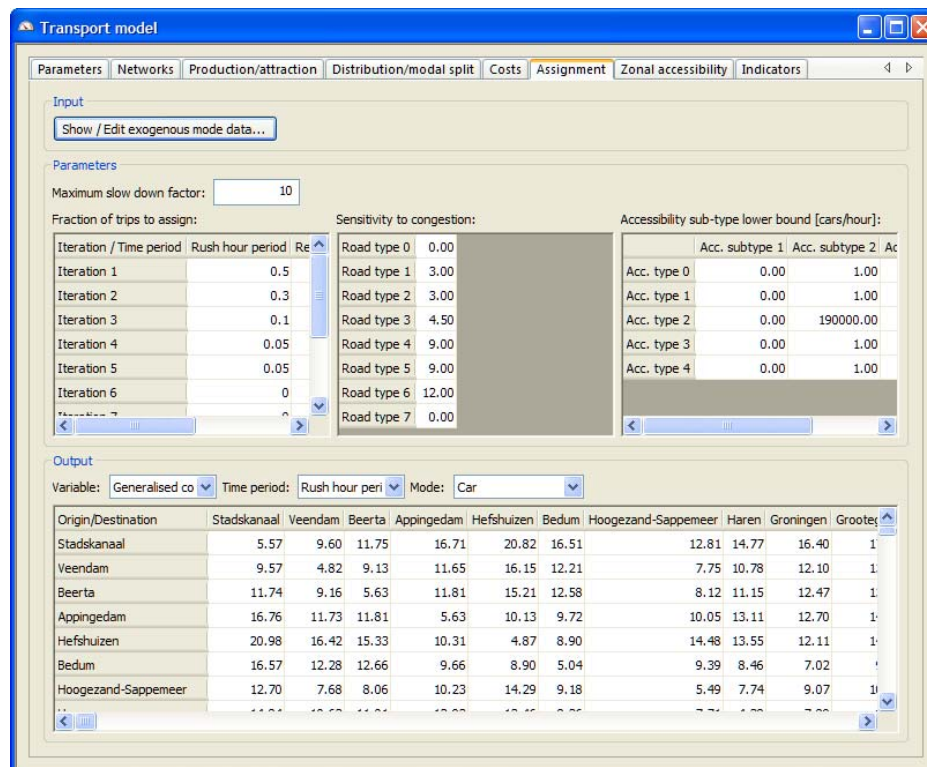 Transport model
Parameters Networks Production/attraction Distribution/modal split Costs Assignment Zonal accessibility Indicators
Input
Show / Edit exogenous mode data...
Parameters
Maximum slow down factor: 10
Fraction of trips to assign: Sensitivity to congestion: Accessibility sub-type lower bound [cars/hour]:
Iteration / Time period Rush hour period Re Road type 0 0.00 Acc. subtype 1 Acc. subtype 2 Ac
Iteration 1 0.5 Road type 1 3.00 Acc. type 0 0.00 1.00
Iteration 2 0.3 Road type 2 3.00 Acc. type 1 0.00 1.00
Iteration 3 0.1 Road type 3 4.50 Acc. type 2 0.00 190000.00
Iteration 4 0.05 Road type 4 9.00 Acc. type 3 0.00 1.00
Iteration 5 0.05 Road type 5 9.00 Acc. type 4 0.00 1.00
Iteration 6 0 Road type 6 12.00
Road type 7 0.00
Output
Variable: Generalised co Time period: Rush hour peri Mode: Car
Origin/Destination Stadskanaal Veendam Beerta Appingedam Hefshuizen Bedum Hoogezand-Sappemeer Haren Groningen Grooteg
Stadskanaal 5.57 9.60 11.75 16.71 20.82 16.51 12.81 14.77 16.40
Veendam 9.57 4.82 9.13 11.65 16.15 12.21 7.75 10.78 12.10
Beerta 11.74 9.16 5.63 11.81 15.21 12.58 8.12 11.15 12.47
Appingedam 16.76 11.73 11.81 5.63 10.13 9.72 10.05 13.11 12.70
Hefshuizen 20.98 16.42 15.33 10.31 4.87 8.90 14.48 13.55 12.11
Bedum 16.57 12.28 12.66 9.66 8.90 5.04 9.39 8.46 7.02
Hoogezand-Sappemeer 12.70 7.68 8.06 10.23 14.29 9.18 5.49 7.74 9.07